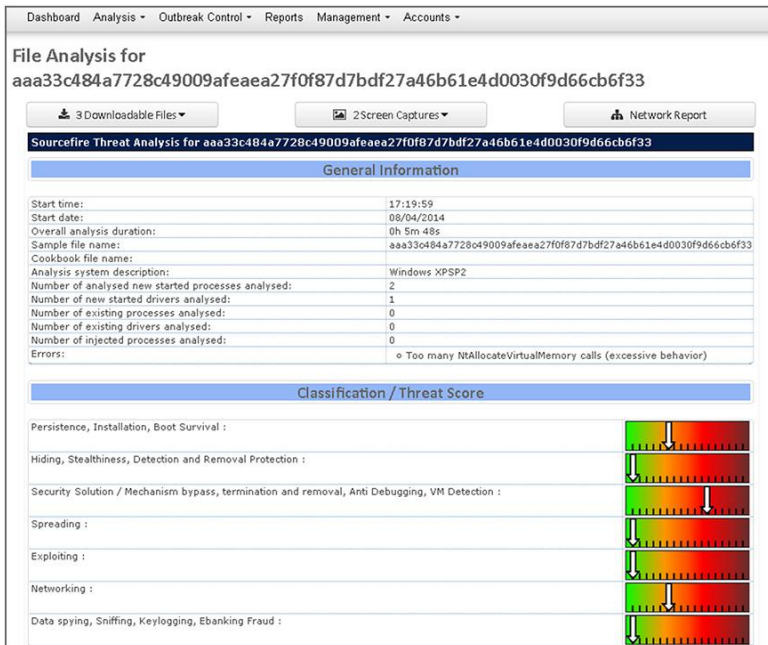 Dashboard Analysis Outbreak Control Reports Management Accounts
File Analysis for
aaa33c484a7728c49009afeaea27f0f87d7bdf27a46b61e4d0030f9d66cb6f33
3 Downloadable Files 2 Screen Captures Network Report
Sourcefire Threat Analysis for aaa33c484a7728c49009afeaea27f0f87d7bdf27a46b61e4d0030f9d66cb6f33
General Information
Start time: 17:19:59
Start date: 08/04/2014
Overall analysis duration: 0h 5m 48s
Sample file name: aaa33c484a7728c49009afeaea27f0f87d7bdf27a46b61e4d0030f9d66cb6f33
Cookbook file name:
Analysis system description: Windows XPSP2
Number of analysed new started processes analysed: 2
Number of new started drivers analysed: 1
Number of existing processes analysed: 0
Number of existing drivers analysed: 0
Number of injected processes analysed: 0
Errors: Too many NtAllocateVirtualMemory calls (excessive behavior)
Classification / Threat Score
Persistence, Installation, Boot Survival :
Hiding, Stealthiness, Detection and Removal Protection :
Security Solution / Mechanism bypass, termination and removal, Anti Debugging, VM Detection :
Spreading :
Exploiting :
Networking :
Data spying, Sniffing, Keylogging, Ebanking Fraud :